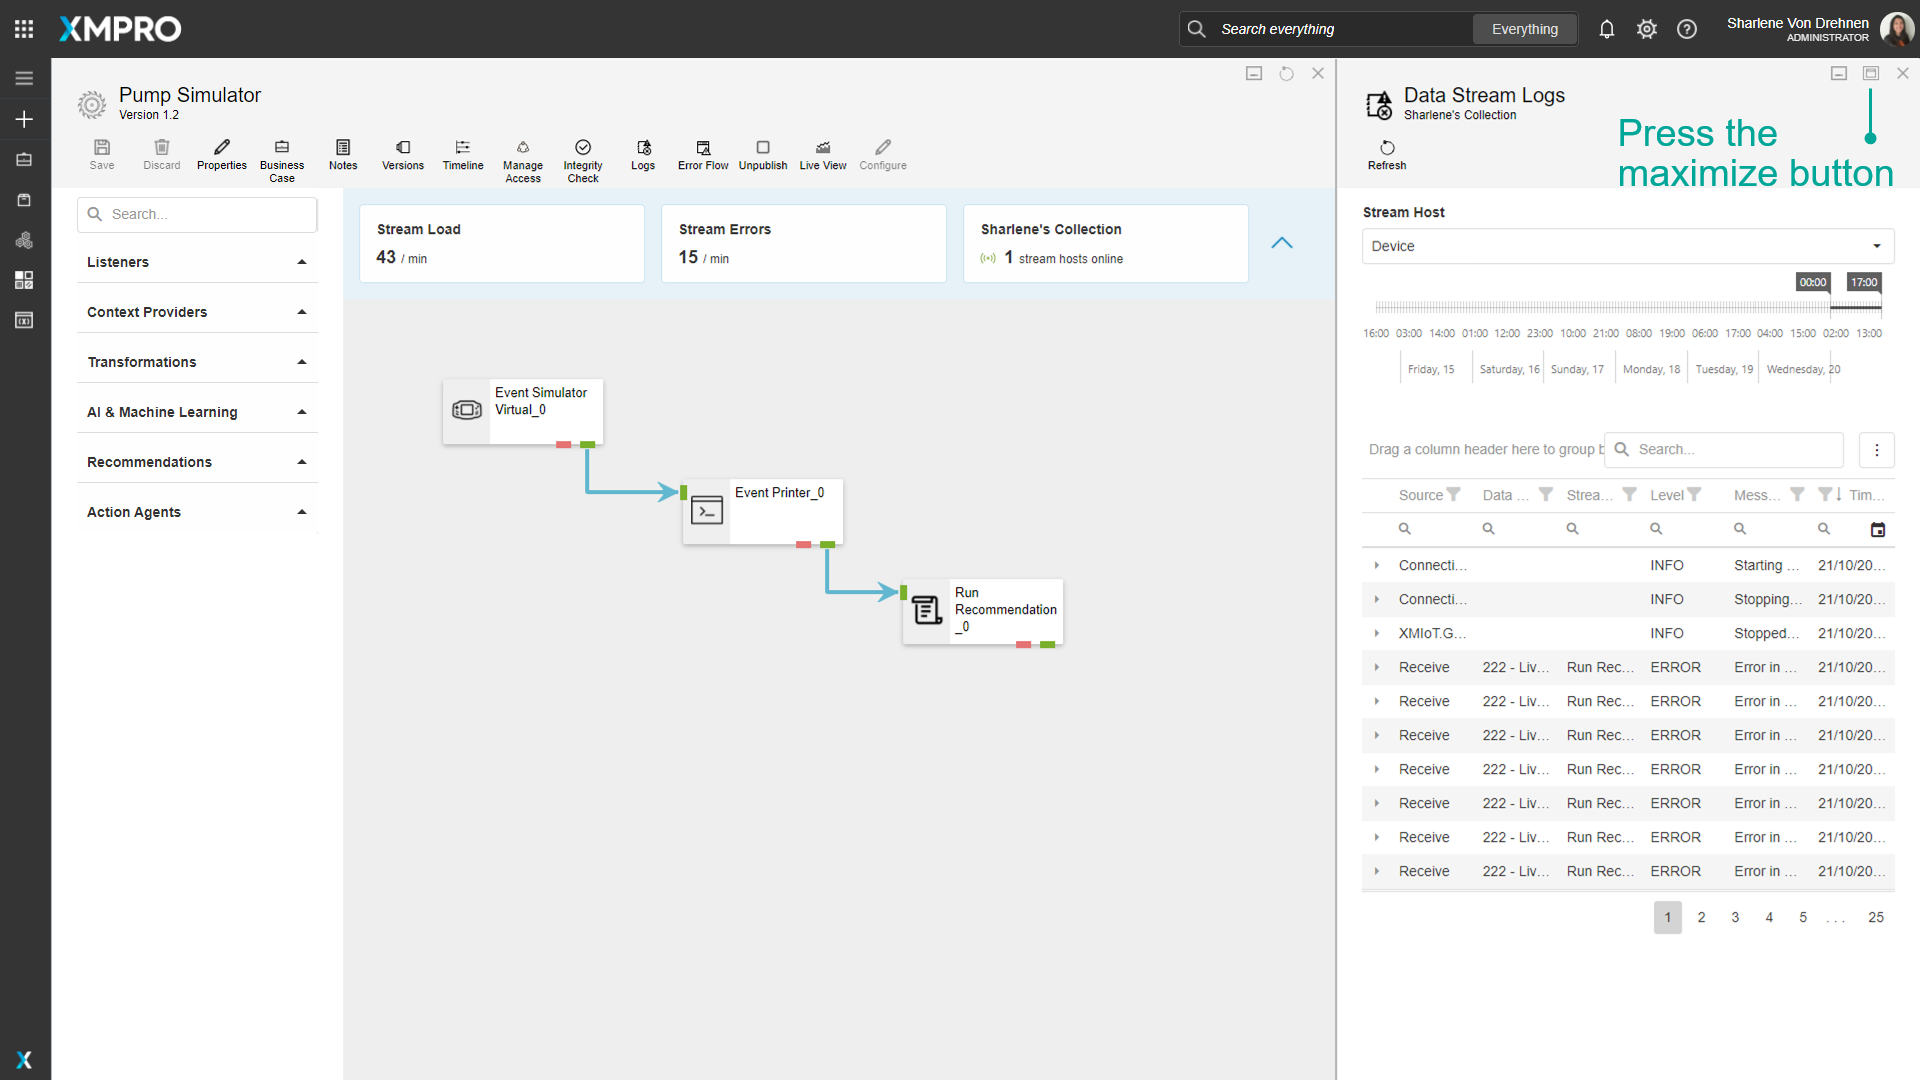 XMPRO
Search everything
Everything
Sharlene Von Drehnen
ADMINISTRATOR
Pump Simulator
Version 1.2
Save
Discard
Properties
Business
Case
Notes
Versions
Timeline
Manage
Access
Integrity
Check
Logs
Error Flow
Unpublish
Live View
Configure
Search...
Listeners
Context Providers
Transformations
AI & Machine Learning
Recommendations
Action Agents
Stream Load
43 / min
Stream Errors
15 / min
Sharlene's Collection
1 stream hosts online
Event Simulator
Virtual_0
Event Printer_0
Run
Recommendation
_0
Data Stream Logs
Sharlene's Collection
Refresh
Press the
maximize button
Stream Host
Device
00:00 17:00
16:00 03:00 14:00 01:00 12:00 23:00 10:00 21:00 08:00 19:00 06:00 17:00 04:00 15:00 02:00 13:00
Friday, 15 Saturday, 16 Sunday, 17 Monday, 18 Tuesday, 19 Wednesday, 20
Drag a column header here to group b
Search...
Source Data ... Strea... Level Mess... Tim...
Connecti... INFO Starting ... 21/10/20...
Connecti... INFO Stopping... 21/10/20...
XMIoT.G... INFO Stopped... 21/10/20...
Receive 222 - Liv... Run Rec... ERROR Error in ... 21/10/20...
Receive 222 - Liv... Run Rec... ERROR Error in ... 21/10/20...
Receive 222 - Liv... Run Rec... ERROR Error in ... 21/10/20...
Receive 222 - Liv... Run Rec... ERROR Error in ... 21/10/20...
Receive 222 - Liv... Run Rec... ERROR Error in ... 21/10/20...
Receive 222 - Liv... Run Rec... ERROR Error in ... 21/10/20...
Receive 222 - Liv... Run Rec... ERROR Error in ... 21/10/20...
1 2 3 4 5 ... 25